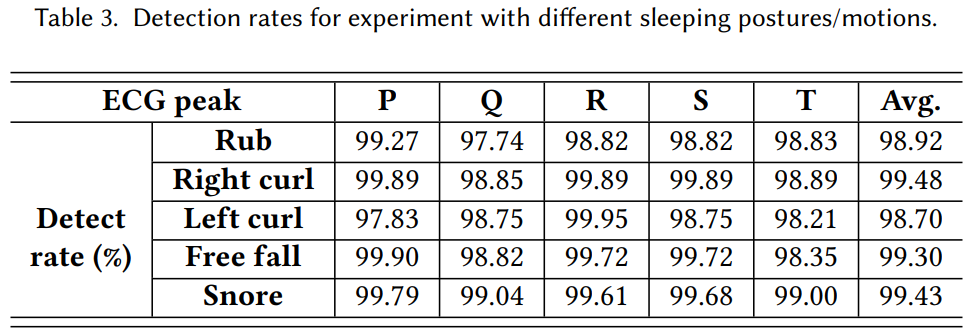 Table 3. Detection rates for experiment with different sleeping postures/motions.
ECG peak P Q R S T Avg.
Rub 99.27 97.74 98.82 98.82 98.83 98.92
Right curl 99.89 98.85 99.89 99.89 98.89 99.48
Detect rate (%) Left curl 97.83 98.75 99.95 98.75 98.21 98.70
Free fall 99.90 98.82 99.72 99.72 98.35 99.30
Snore 99.79 99.04 99.61 99.68 99.00 99.43